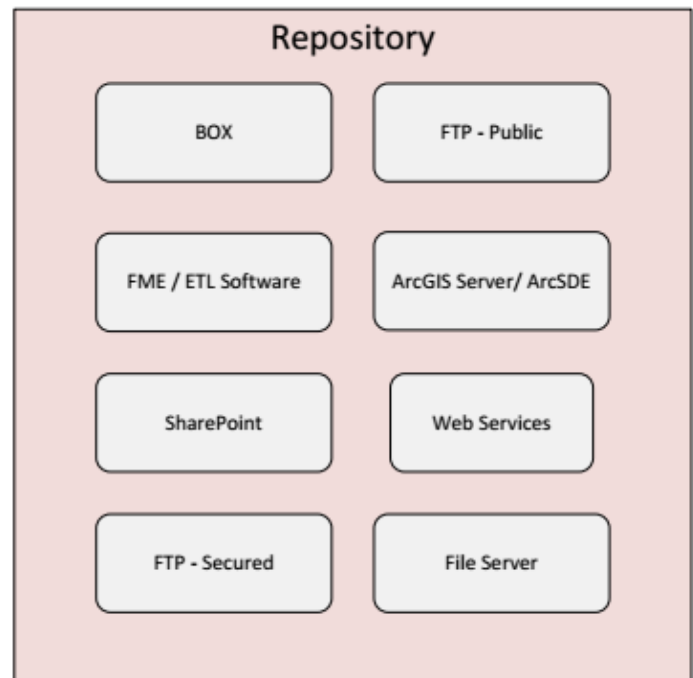 Repository
BOX
FTP - Public
FME / ETL Software
ArcGIS Server/ ArcSDE
SharePoint
Web Services
FTP - Secured
File Server